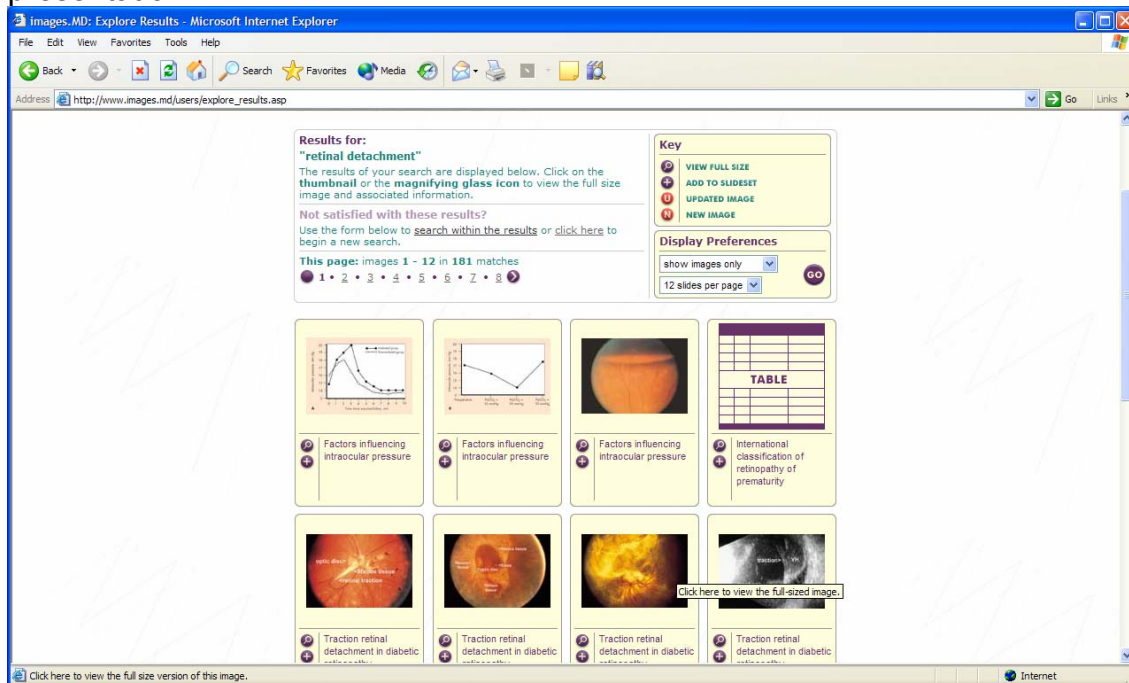 images.MD: Explore Results - Microsoft Internet Explorer
File Edit View Favorites Tools Help
Back Search Favorites Media
Address http://www.images.md/users/explore_results.asp Go Links
Results for:
"retinal detachment"
The results of your search are displayed below. Click on the
thumbnail or the magnifying glass icon to view the full size
image and associated information.
Not satisfied with these results?
Use the form below to search within the results or click here to
begin a new search.
This page: images 1 - 12 in 181 matches
1 • 2 • 3 • 4 • 5 • 6 • 7 • 8
Key
VIEW FULL SIZE
ADD TO SLIDESET
U UPDATED IMAGE
N NEW IMAGE
Display Preferences
show images only
12 slides per page
GO
TABLE
Factors influencing
intraocular pressure
Factors influencing
intraocular pressure
Factors influencing
intraocular pressure
International
classification of
retinopathy of
prematurity
optic disc
retinal traction
traction
VH
Click here to view the full-sized image.
Traction retinal
detachment in diabetic
Traction retinal
detachment in diabetic
Traction retinal
detachment in diabetic
Traction retinal
detachment in diabetic
Click here to view the full size version of this image.
Internet